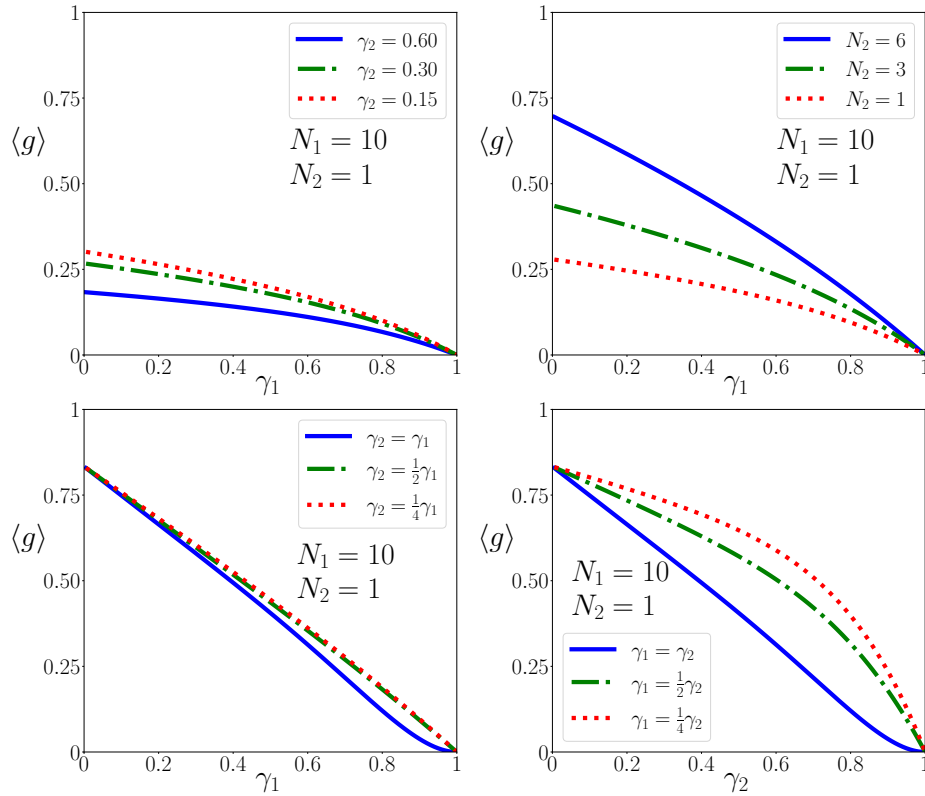 1
0.75
⟨g⟩
0.50
0.25
0
γ₂ = 0.60
γ₂ = 0.30
γ₂ = 0.15
N₁ = 10
N₂ = 1
0 0.2 0.4 0.6 0.8 1
γ₁
1
0.75
⟨g⟩
0.50
0.25
0
N₂ = 6
N₂ = 3
N₂ = 1
N₁ = 10
N₂ = 1
0 0.2 0.4 0.6 0.8 1
γ₁
1
0.75
⟨g⟩
0.50
0.25
0
γ₂ = γ₁
γ₂ = ½γ₁
γ₂ = ¼γ₁
N₁ = 10
N₂ = 1
0 0.2 0.4 0.6 0.8 1
γ₁
1
0.75
⟨g⟩
0.50
0.25
0
N₁ = 10
N₂ = 1
γ₁ = γ₂
γ₁ = ½γ₂
γ₁ = ¼γ₂
0 0.2 0.4 0.6 0.8 1
γ₂